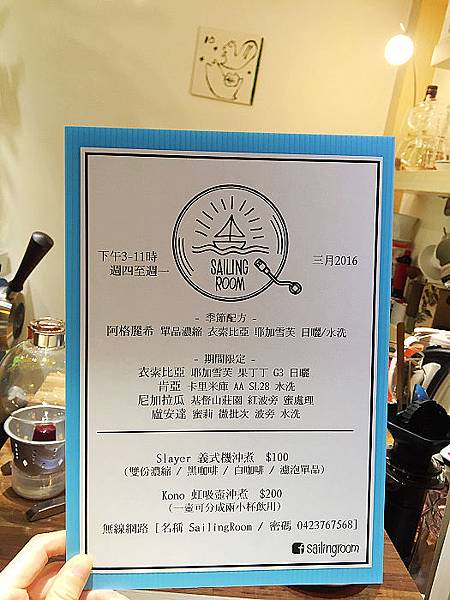 下午3-11時
週四至週一
SAILING
ROOM
三月2016
- 季節配方 -
阿格麗希 單品濃縮 衣索比亞 耶加雪芙 日曬/水洗
- 期間限定 -
衣索比亞 耶加雪芙 果丁丁 G3 日曬
肯亞 卡里米庫 AA SL28 水洗
尼加拉瓜 基督山莊園 紅波旁 蜜處理
盧安達 蜜莉 微批次 波旁 水洗
Slayer 義式機沖煮 $100
(雙份濃縮 / 黑咖啡 / 白咖啡 / 濾泡單品)
Kono 虹吸壺沖煮 $200
(一壺可分成兩小杯飲用)
無線網路 [名稱 SailingRoom / 密碼 0423767568]
f sailingroom